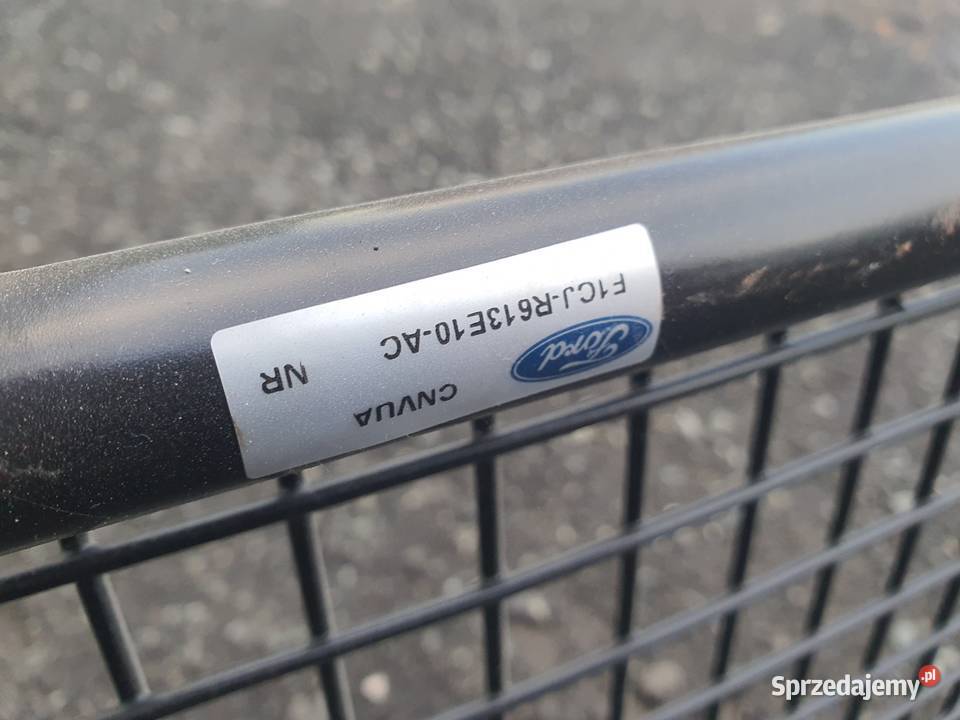 CNVUA
NR
Ford
F1CJ-R613E10-AC
Sprzedajemy.pl